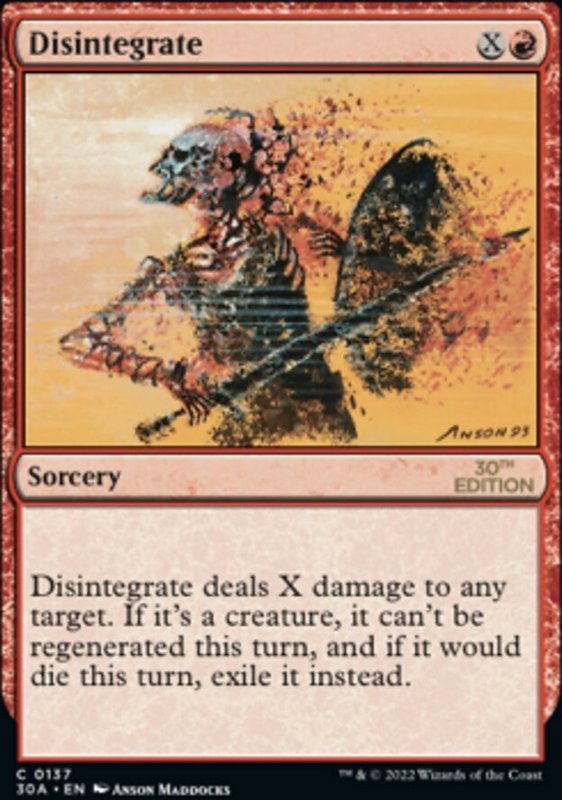 Disintegrate X
ANSON 93
Sorcery
30TH
EDITION
Disintegrate deals X damage to any
target. If it's a creature, it can't be
regenerated this turn, and if it would
die this turn, exile it instead.
C 0137
™ & © 2022 Wizards of the Coast
30A • EN Anson Maddocks